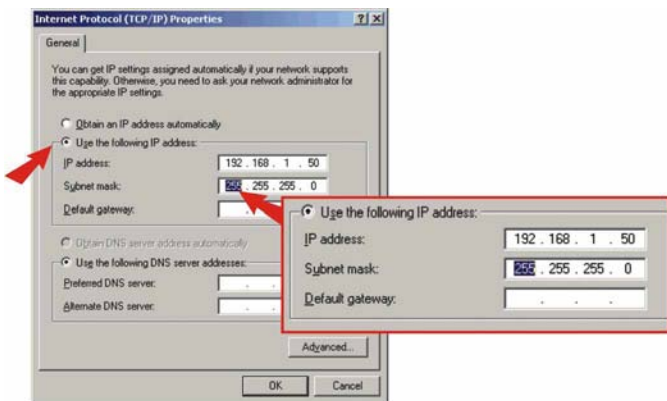 Internet Protocol (TCP/IP) Properties
General
You can get IP settings assigned automatically if your network supports
this capability. Otherwise, you need to ask your network administrator for
the appropriate IP settings.
Obtain an IP address automatically
Use the following IP address:
IP address: 192 . 168 . 1 . 50
Subnet mask: 255 . 255 . 255 . 0
Default gateway: . .
Obtain DNS server address automatically
Use the following DNS server addresses:
Preferred DNS server: . .
Alternate DNS server: . .
Advanced...
OK Cancel
Use the following IP address:
IP address: 192 . 168 . 1 . 50
Subnet mask: 255 . 255 . 255 . 0
Default gateway: . . .